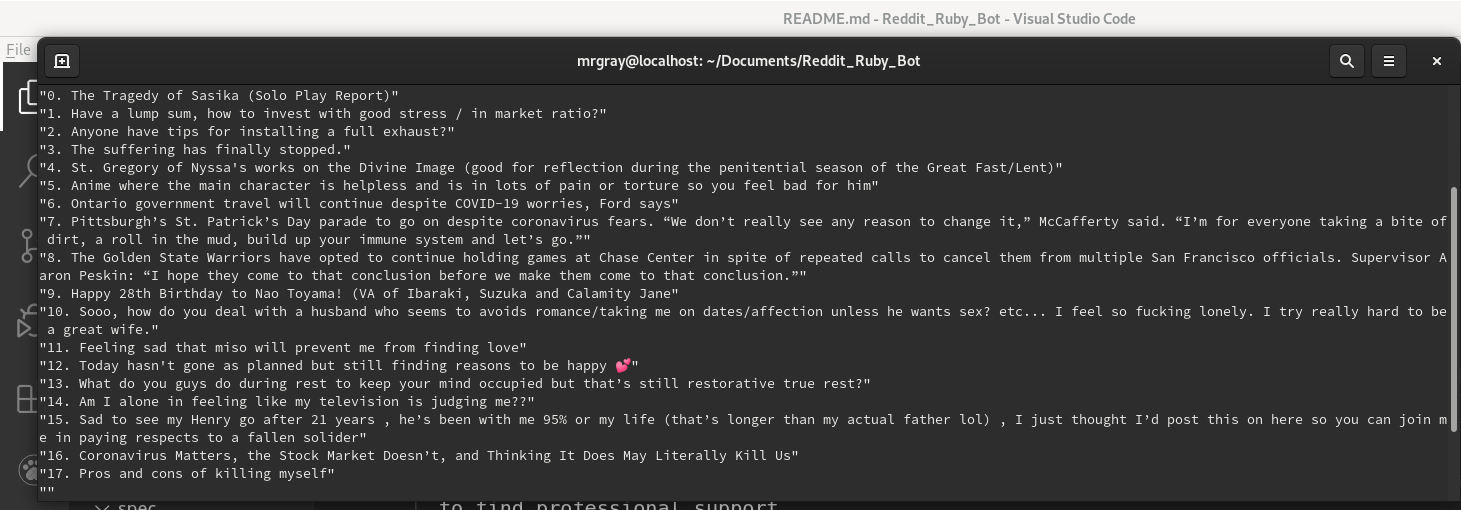 README.md - Reddit_Ruby_Bot - Visual Studio Code
File
mrgray@localhost: ~/Documents/Reddit_Ruby_Bot
"0. The Tragedy of Sasika (Solo Play Report)"
"1. Have a lump sum, how to invest with good stress / in market ratio?"
"2. Anyone have tips for installing a full exhaust?"
"3. The suffering has finally stopped."
"4. St. Gregory of Nyssa's works on the Divine Image (good for reflection during the penitential season of the Great Fast/Lent)"
"5. Anime where the main character is helpless and is in lots of pain or torture so you feel bad for him"
"6. Ontario government travel will continue despite COVID-19 worries, Ford says"
"7. Pittsburgh’s St. Patrick’s Day parade to go on despite coronavirus fears. “We don’t really see any reason to change it,” McCafferty said. “I’m for everyone taking a bite of
dirt, a roll in the mud, build up your immune system and let’s go.”"
"8. The Golden State Warriors have opted to continue holding games at Chase Center in spite of repeated calls to cancel them from multiple San Francisco officials. Supervisor A
aron Peskin: “I hope they come to that conclusion before we make them come to that conclusion.”"
"9. Happy 28th Birthday to Nao Toyama! (VA of Ibaraki, Suzuka and Calamity Jane"
"10. Sooo, how do you deal with a husband who seems to avoids romance/taking me on dates/affection unless he wants sex? etc... I feel so fucking lonely. I try really hard to be
a great wife."
"11. Feeling sad that miso will prevent me from finding love"
"12. Today hasn't gone as planned but still finding reasons to be happy 💕"
"13. What do you guys do during rest to keep your mind occupied but that’s still restorative true rest?"
"14. Am I alone in feeling like my television is judging me??"
"15. Sad to see my Henry go after 21 years , he’s been with me 95% or my life (that’s longer than my actual father lol) , I just thought I’d post this on here so you can join m
e in paying respects to a fallen solider"
"16. Coronavirus Matters, the Stock Market Doesn’t, and Thinking It Does May Literally Kill Us"
"17. Pros and cons of killing myself"
""
spec
to find professional support